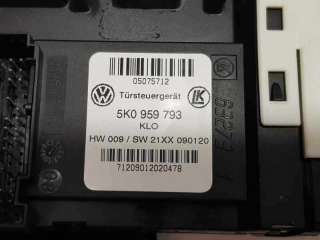 05075712
Türsteuergerät
5K0 959 793
KLO
HW 009 / SW 21XX 090120
71209012020478